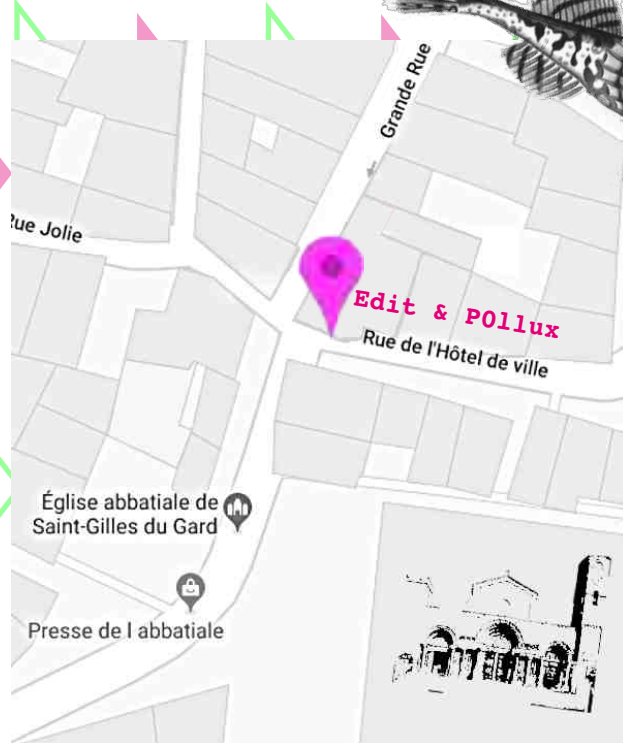 Grande Rue
Rue Jolie
Edit & P0llux
Rue de l'Hôtel de ville
Église abbatiale de
Saint-Gilles du Gard
Presse de l abbatiale